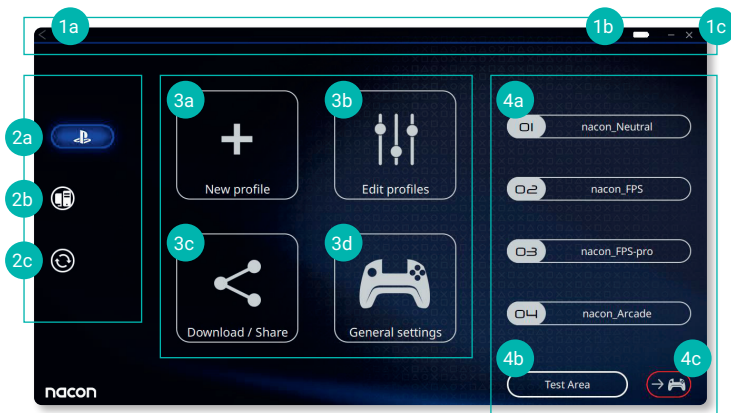 1a
1b
1c
2a
2b
2c
3a
New profile
3b
Edit profiles
3c
Download / Share
3d
General settings
4a
01 nacon_Neutral
02 nacon_FPS
03 nacon_FPS-pro
04 nacon_Arcade
4b
Test Area
4c
nacon